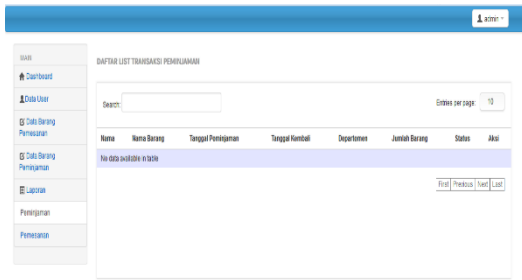 admin
MAIN
Dashboard
Data User
Data Barang
Pemesanan
Data Barang
Peminjaman
Laporan
Peminjaman
Pemesanan
DAFTAR LIST TRANSAKSI PEMINJAMAN
Search:
Entries per page: 10
Nama Nama Barang Tanggal Peminjaman Tanggal Kembali Departemen Jumlah Barang Status Aksi
No data available in table
First Previous Next Last